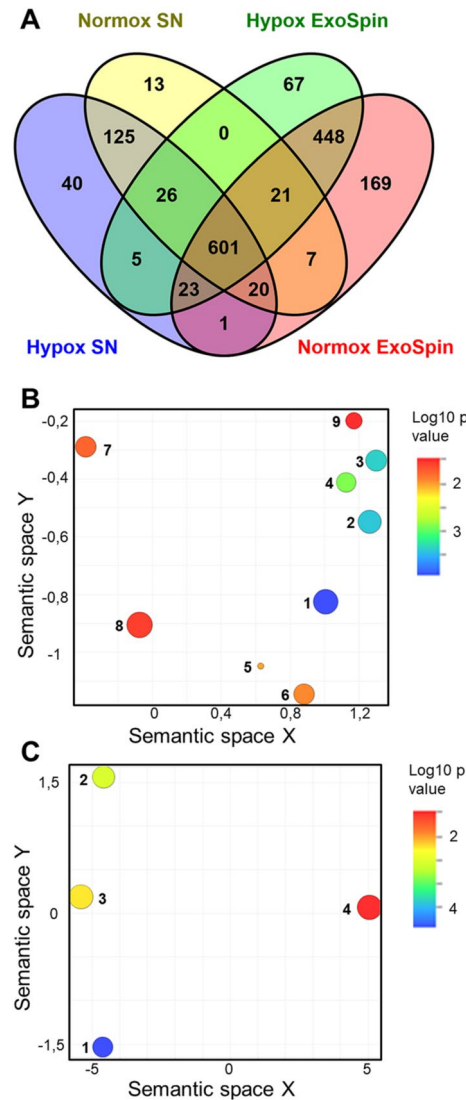 A
Normox SN Hypox ExoSpin
13 67
125 0 448
40 26 21 169
601
5 7
23 20
1
Hypox SN Normox ExoSpin
B
Log10 p
value
2
3
-0,2
-0,4
-0,6
-0,8
-1
Semantic space Y
9
7
3
4
2
1
8
5
6
0 0,4 0,8 1,2
Semantic space X
C
Log10 p
value
2
3
4
1,5
0
-1,5
Semantic space Y
2
3
4
1
-5 0 5
Semantic space X